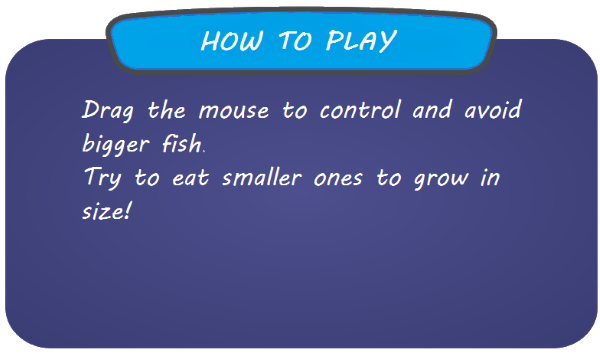 HOW TO PLAY
Drag the mouse to control and avoid
bigger fish.
Try to eat smaller ones to grow in
size!